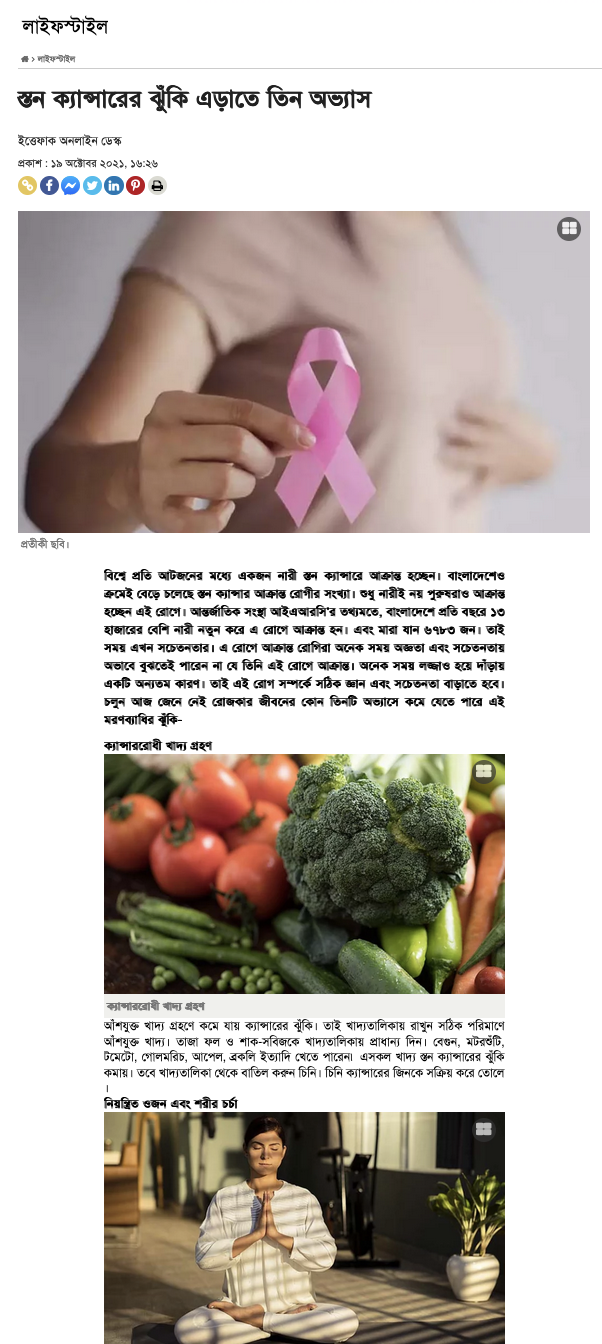 লাইফস্টাইল
› লাইফস্টাইল
স্তন ক্যান্সারের ঝুঁকি এড়াতে তিন অভ্যাস
ইত্তেফাক অনলাইন ডেস্ক
প্রকাশ : ১৯ অক্টোবর ২০২১, ১৬:২৬
প্রতীকী ছবি।
বিশ্বে প্রতি আটজনের মধ্যে একজন নারী স্তন ক্যান্সারে আক্রান্ত হচ্ছেন। বাংলাদেশেও
ক্রমেই বেড়ে চলেছে স্তন ক্যান্সার আক্রান্ত রোগীর সংখ্যা। শুধু নারীই নয় পুরুষরাও আক্রান্ত
হচ্ছেন এই রোগে। আন্তর্জাতিক সংস্থা আইএআরসি'র তথ্যমতে, বাংলাদেশে প্রতি বছরে ১৩
হাজারের বেশি নারী নতুন করে এ রোগে আক্রান্ত হন। এবং মারা যান ৬৭৮৩ জন। তাই
সময় এখন সচেতনতার। এ রোগে আক্রান্ত রোগিরা অনেক সময় অজ্ঞতা এবং সচেতনতায়
অভাবে বুঝতেই পারেন না যে তিনি এই রোগে আক্রান্ত। অনেক সময় লজ্জাও হয়ে দাঁড়ায়
একটি অন্যতম কারণ। তাই এই রোগ সম্পর্কে সঠিক জ্ঞান এবং সচেতনতা বাড়াতে হবে।
চলুন আজ জেনে নেই রোজকার জীবনের কোন তিনটি অভ্যাসে কমে যেতে পারে এই
মরণব্যাধির ঝুঁকি-
ক্যান্সাররোধী খাদ্য গ্রহণ
ক্যান্সাররোধী খাদ্য গ্রহণ
আঁশযুক্ত খাদ্য গ্রহণে কমে যায় ক্যান্সারের ঝুঁকি। তাই খাদ্যতালিকায় রাখুন সঠিক পরিমাণে
আঁশযুক্ত খাদ্য। তাজা ফল ও শাক-সবিজকে খাদ্যতালিকায় প্রাধান্য দিন। বেগুন, মটরশুঁটি,
টমেটো, গোলমরিচ, আপেল, ব্রকলি ইত্যাদি খেতে পারেন। এসকল খাদ্য স্তন ক্যান্সারের ঝুঁকি
কমায়। তবে খাদ্যতালিকা থেকে বাতিল করুন চিনি। চিনি ক্যান্সারের জিনকে সক্রিয় করে তোলে
।
নিয়ন্ত্রিত ওজন এবং শরীর চর্চা